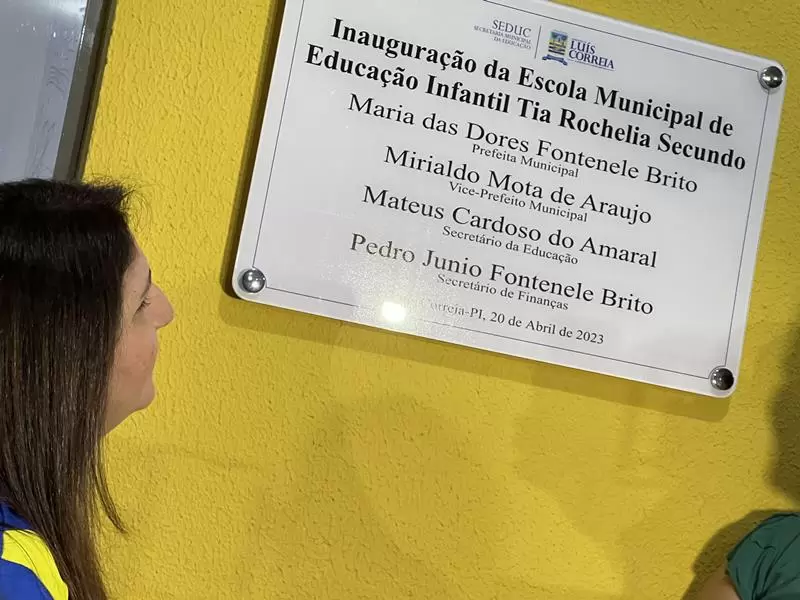 SEDUC
SECRETARIA MUNICIPAL
DA EDUCAÇÃO
LUÍS
CORREIA
Inauguração da Escola Municipal de
Educação Infantil Tia Rochelia Secundo
Maria das Dores Fontenele Brito
Prefeita Municipal
Mirialdo Mota de Araujo
Vice-Prefeito Municipal
Mateus Cardoso do Amaral
Secretário da Educação
Pedro Junio Fontenele Brito
Secretário de Finanças
Correia-PI, 20 de Abril de 2023